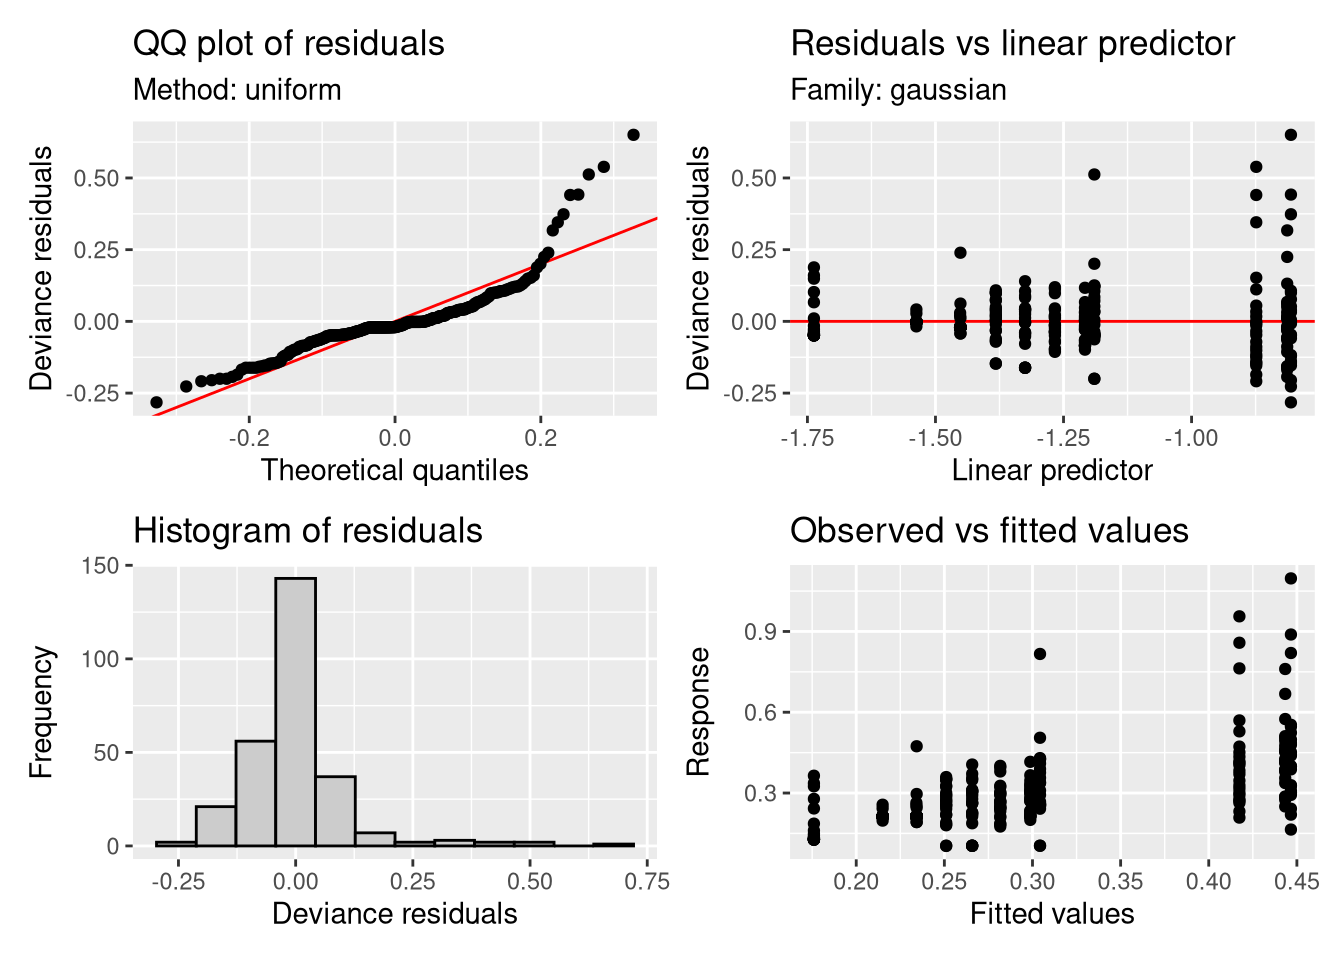 QQ plot of residuals
Method: uniform
Deviance residuals
0.50
0.25
0.00
-0.25
-0.2
0.0
0.2
Theoretical quantiles
Residuals vs linear predictor
Family: gaussian
Deviance residuals
0.50
0.25
0.00
-0.25
-1.75
-1.50
-1.25
-1.00
Linear predictor
Histogram of residuals
Frequency
150
100
50
0
-0.25
0.00
0.25
0.50
0.75
Deviance residuals
Observed vs fitted values
Response
0.9
0.6
0.3
0.20
0.25
0.30
0.35
0.40
0.45
Fitted values